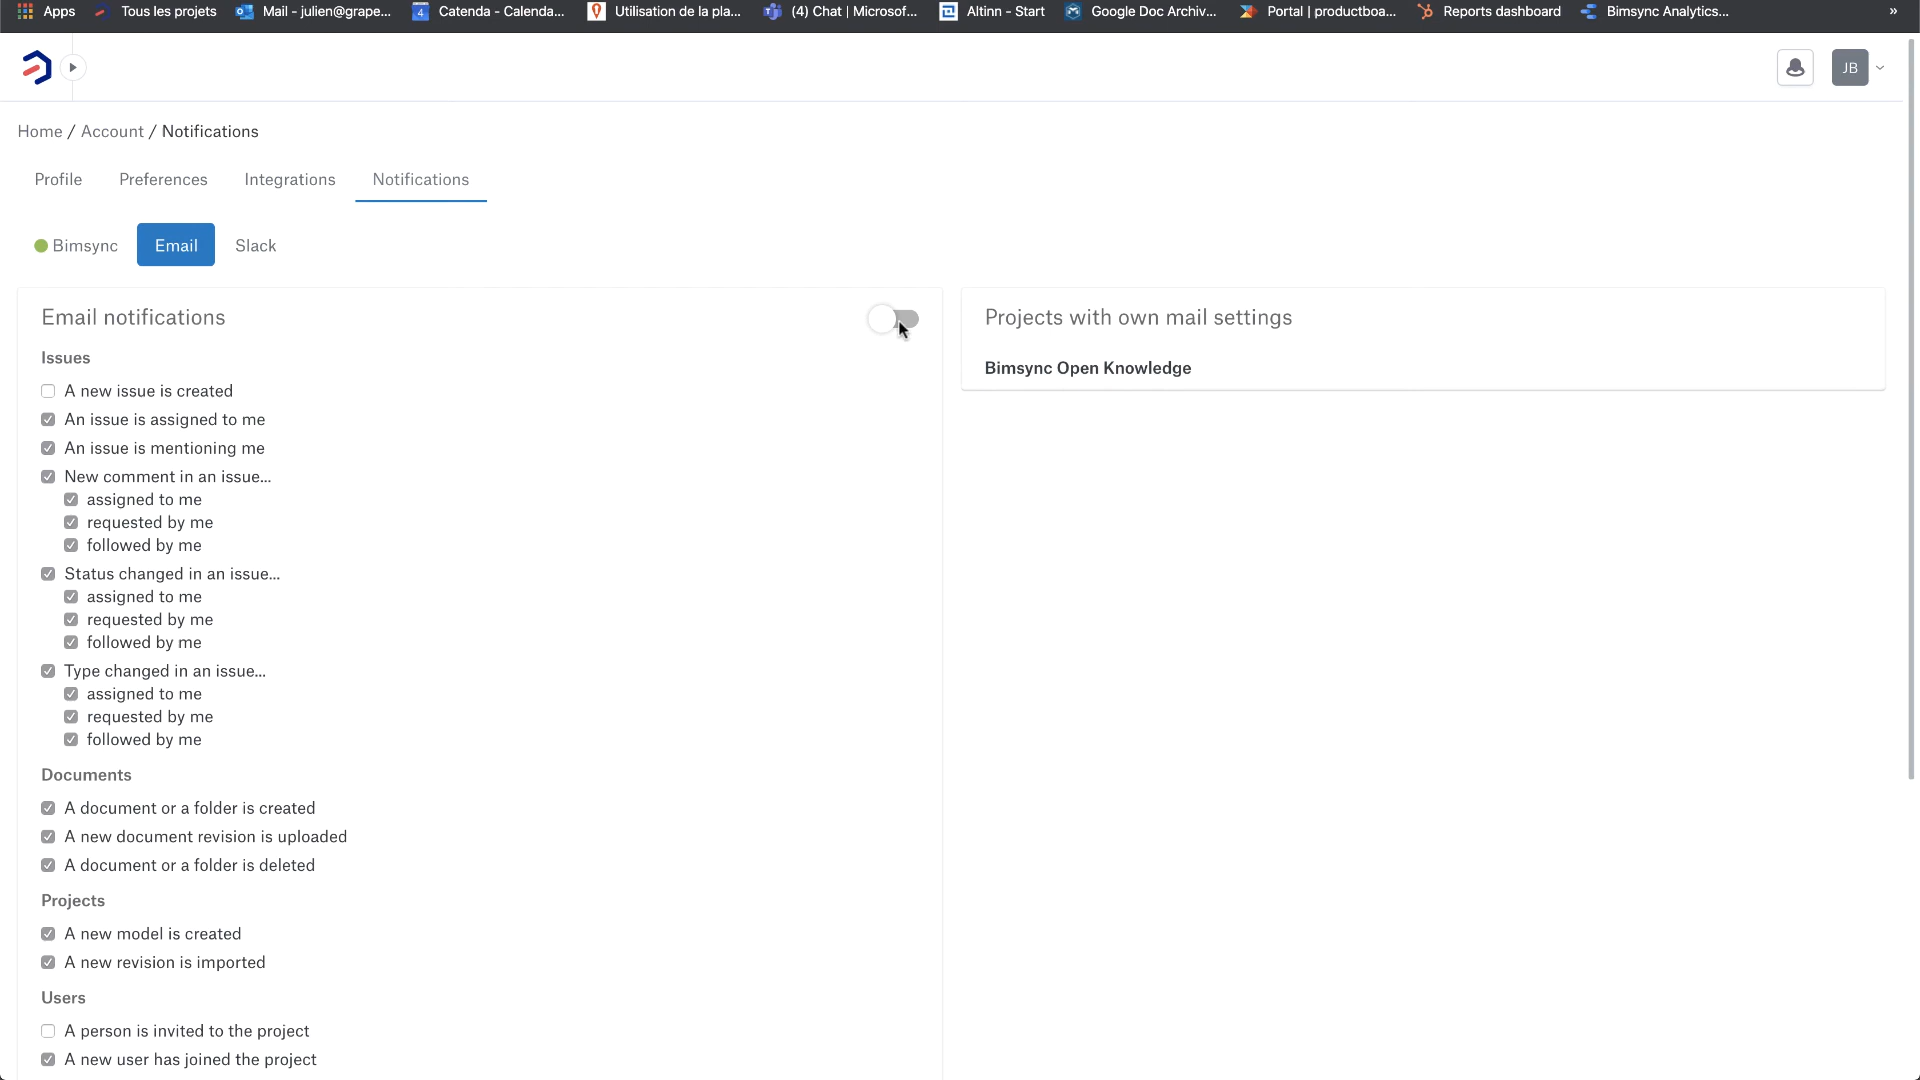 Apps Tous les projets Mail - julien@grape... 4 Catenda - Calenda... Utilisation de la pla... (4) Chat | Microsof... Altinn - Start Google Doc Archiv... Portal | productboa... Reports dashboard Bimsync Analytics... »
JB
Home / Account / Notifications
Profile Preferences Integrations Notifications
Bimsync Email Slack
Email notifications
Issues
A new issue is created
An issue is assigned to me
An issue is mentioning me
New comment in an issue...
assigned to me
requested by me
followed by me
Status changed in an issue...
assigned to me
requested by me
followed by me
Type changed in an issue...
assigned to me
requested by me
followed by me
Documents
A document or a folder is created
A new document revision is uploaded
A document or a folder is deleted
Projects
A new model is created
A new revision is imported
Users
A person is invited to the project
A new user has joined the project
Projects with own mail settings
Bimsync Open Knowledge